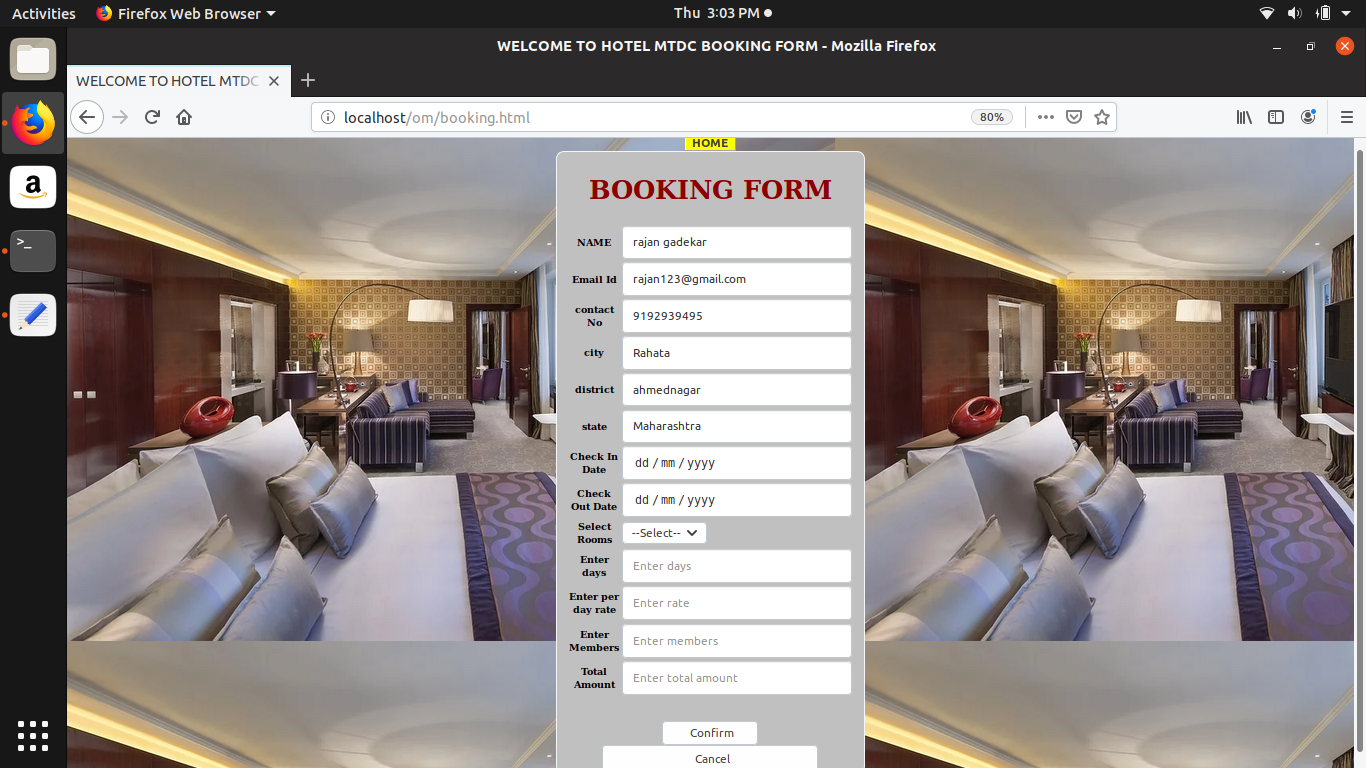 Activities Firefox Web Browser Thu 3:03 PM
WELCOME TO HOTEL MTDC BOOKING FORM - Mozilla Firefox
WELCOME TO HOTEL MTDC
localhost/om/booking.html 80%
HOME
BOOKING FORM
NAME rajan gadekar
Email Id rajan123@gmail.com
contact
No
9192939495
city Rahata
district ahmednagar
state Maharashtra
Check In
Date
dd / mm / yyyy
Check
Out Date
dd / mm / yyyy
Select
Rooms
--Select--
Enter
days
Enter days
Enter per
day rate
Enter rate
Enter
Members
Enter members
Total
Amount
Enter total amount
Confirm
Cancel